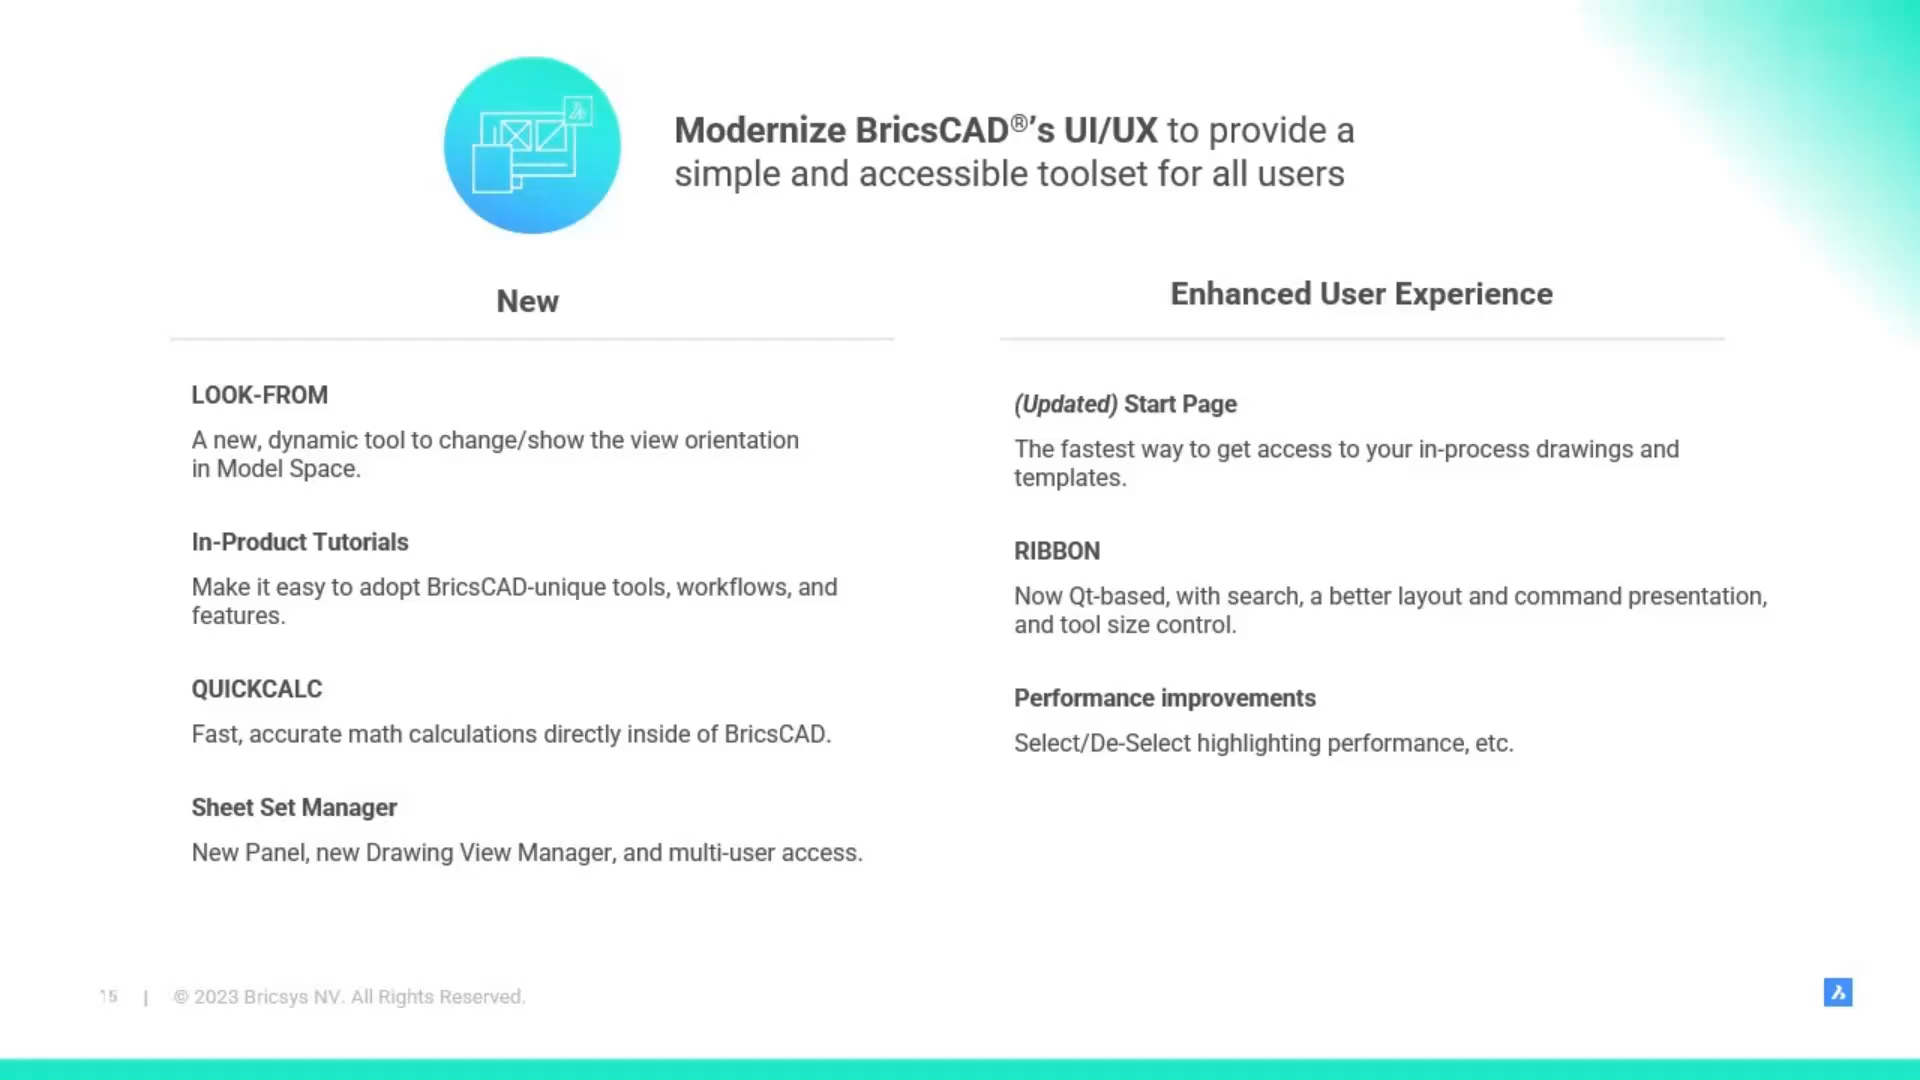 Modernize BricsCAD®’s UI/UX to provide a
simple and accessible toolset for all users
New
LOOK-FROM
A new, dynamic tool to change/show the view orientation
in Model Space.
In-Product Tutorials
Make it easy to adopt BricsCAD-unique tools, workflows, and
features.
QUICKCALC
Fast, accurate math calculations directly inside of BricsCAD.
Sheet Set Manager
New Panel, new Drawing View Manager, and multi-user access.
Enhanced User Experience
(Updated) Start Page
The fastest way to get access to your in-process drawings and
templates.
RIBBON
Now Qt-based, with search, a better layout and command presentation,
and tool size control.
Performance improvements
Select/De-Select highlighting performance, etc.
15 | © 2023 Bricsys NV. All Rights Reserved.